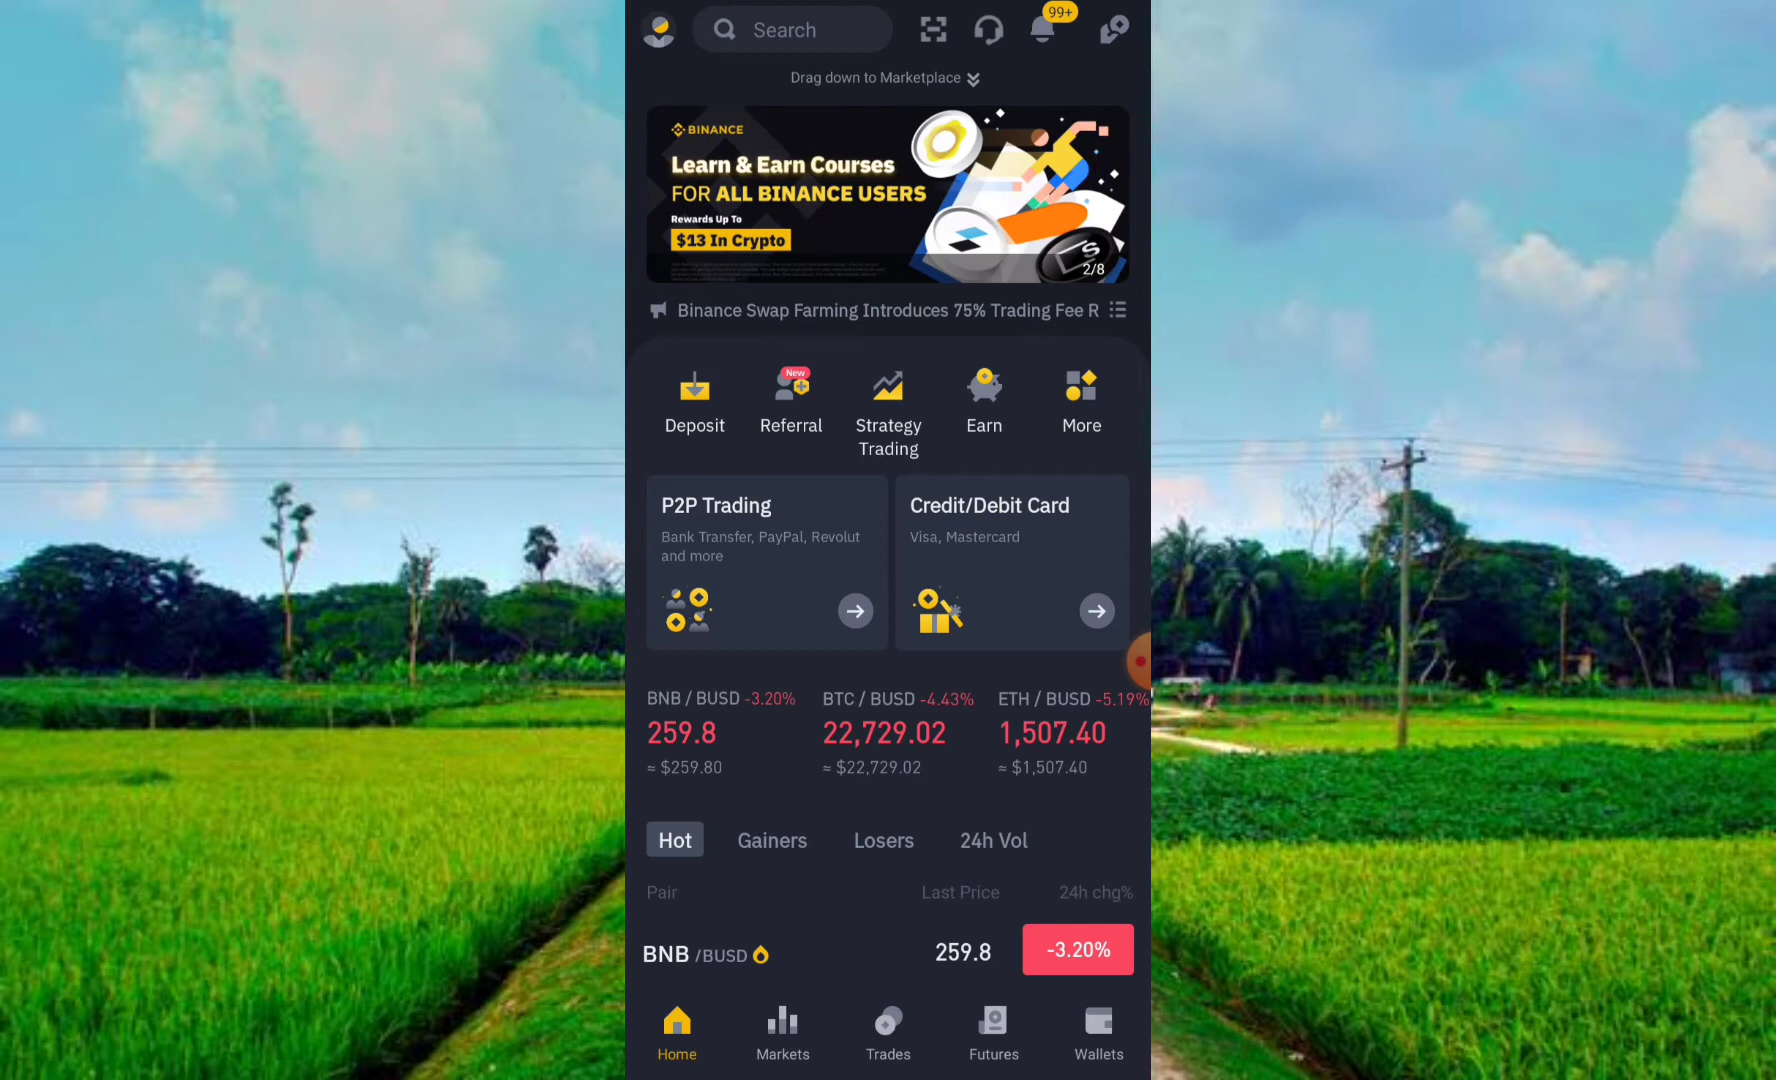 Search
99+
Drag down to Marketplace
BINANCE
Learn & Earn Courses
FOR ALL BINANCE USERS
Rewards Up To
$13 In Crypto
2/8
Binance Swap Farming Introduces 75% Trading Fee R
New
Deposit
Referral
Strategy
Trading
Earn
More
P2P Trading
Bank Transfer, PayPal, Revolut
and more
Credit/Debit Card
Visa, Mastercard
BNB / BUSD -3.20%
259.8
≈ $259.80
BTC / BUSD -4.43%
22,729.02
≈ $22,729.02
ETH / BUSD -5.19%
1,507.40
≈ $1,507.40
Hot Gainers Losers 24h Vol
Pair Last Price 24h chg%
BNB /BUSD 259.8 -3.20%
Home Markets Trades Futures Wallets